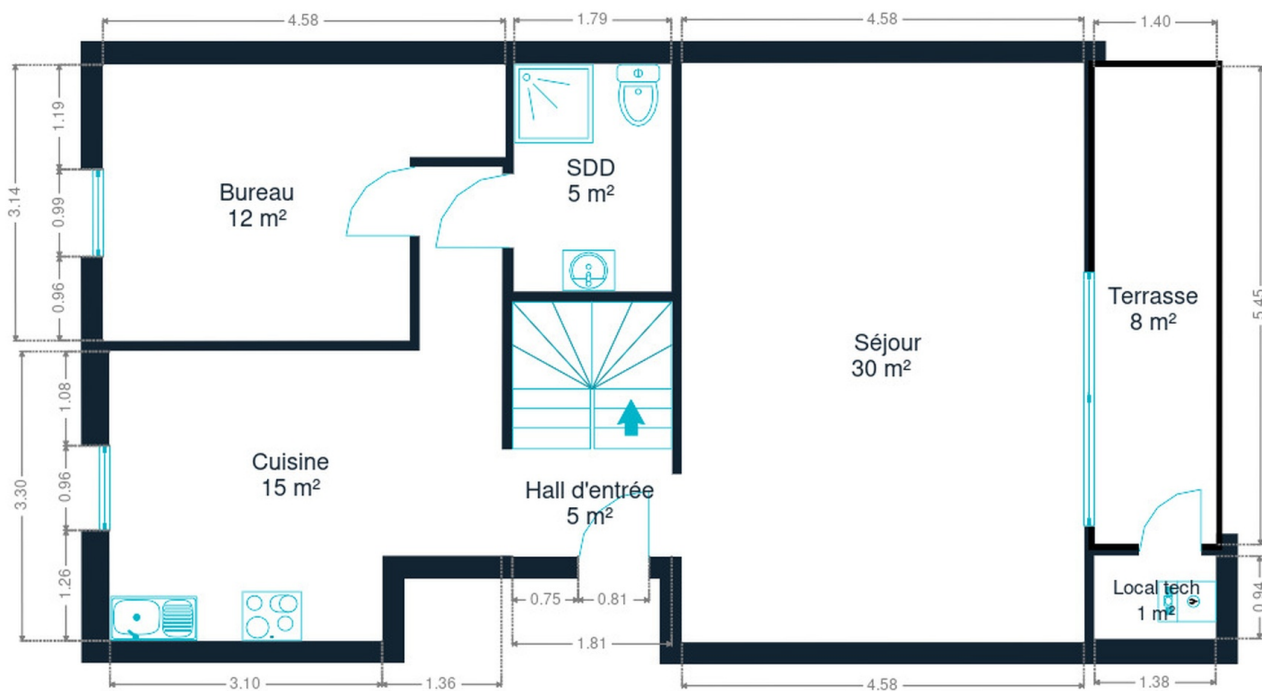 4.58
1.79
4.58
1.40
1.19
3.14
0.99
0.96
Bureau
12 m²
SDD
5 m²
Séjour
30 m²
Terrasse
8 m²
5.45
1.08
3.30
0.96
1.26
Cuisine
15 m²
Hall d'entrée
5 m²
Local tech
1 m²
0.94
0.75
0.81
1.81
3.10
1.36
4.58
1.38